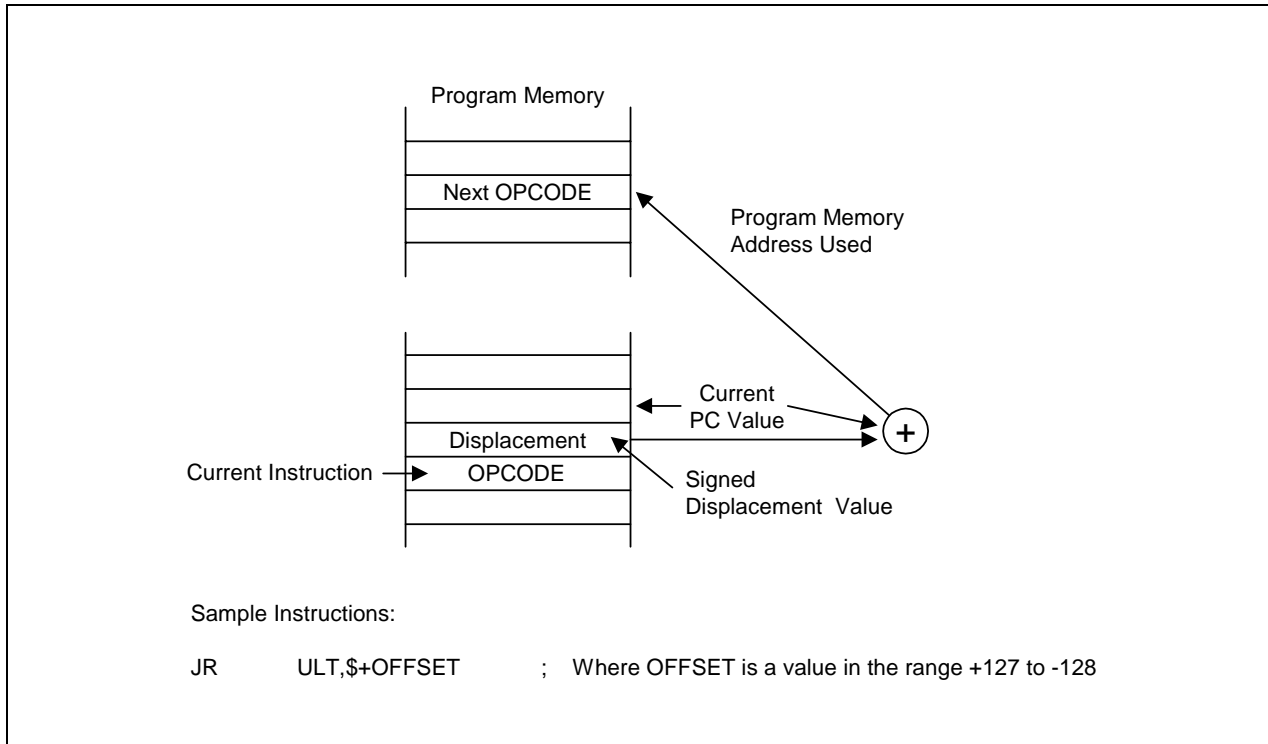 Program Memory
Next OPCODE
Program Memory
Address Used
Current
PC Value
+
Displacement
Current Instruction
OPCODE
Signed
Displacement Value
Sample Instructions:
JR ULT,$+OFFSET ; Where OFFSET is a value in the range +127 to -128